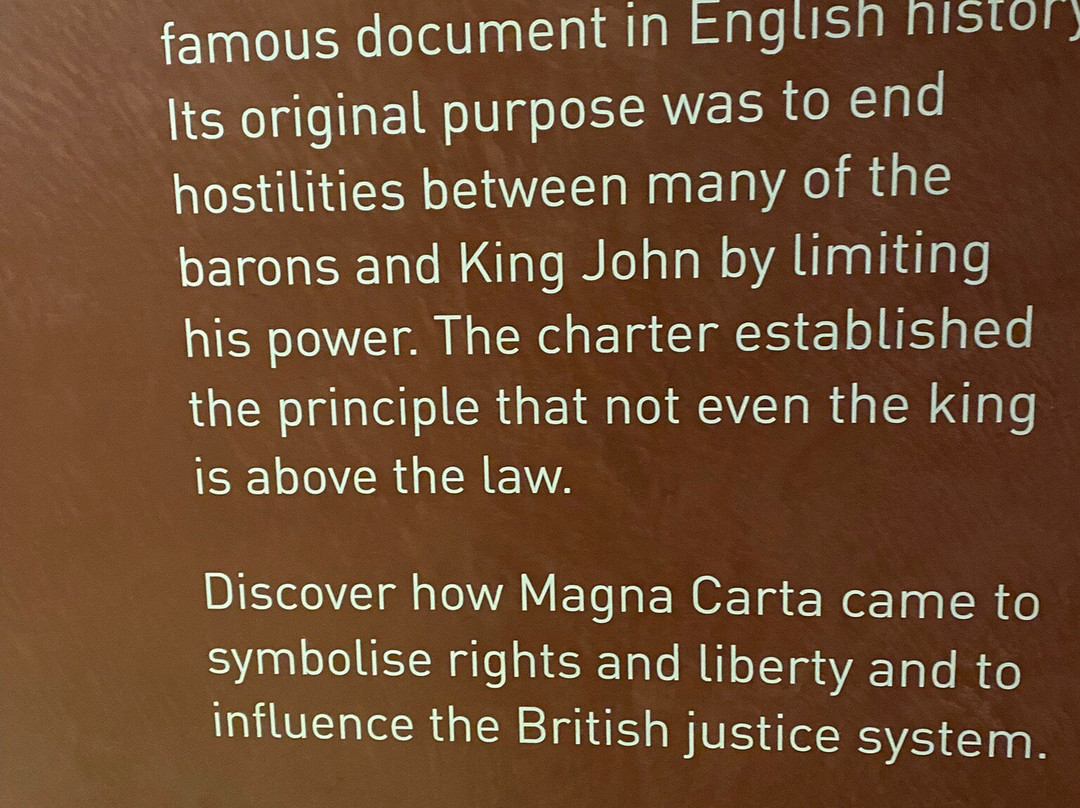 famous document in English history
Its original purpose was to end
hostilities between many of the
barons and King John by limiting
his power. The charter established
the principle that not even the king
is above the law.
Discover how Magna Carta came to
symbolise rights and liberty and to
influence the British justice system.